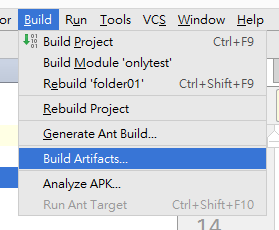 or Build Run Tools VCS Window Help
Build Project Ctrl+F9
Build Module 'onlytest'
Rebuild 'folder01' Ctrl+Shift+F9
Rebuild Project
Generate Ant Build...
Build Artifacts...
Analyze APK...
Run Ant Target Ctrl+Shift+F10
14